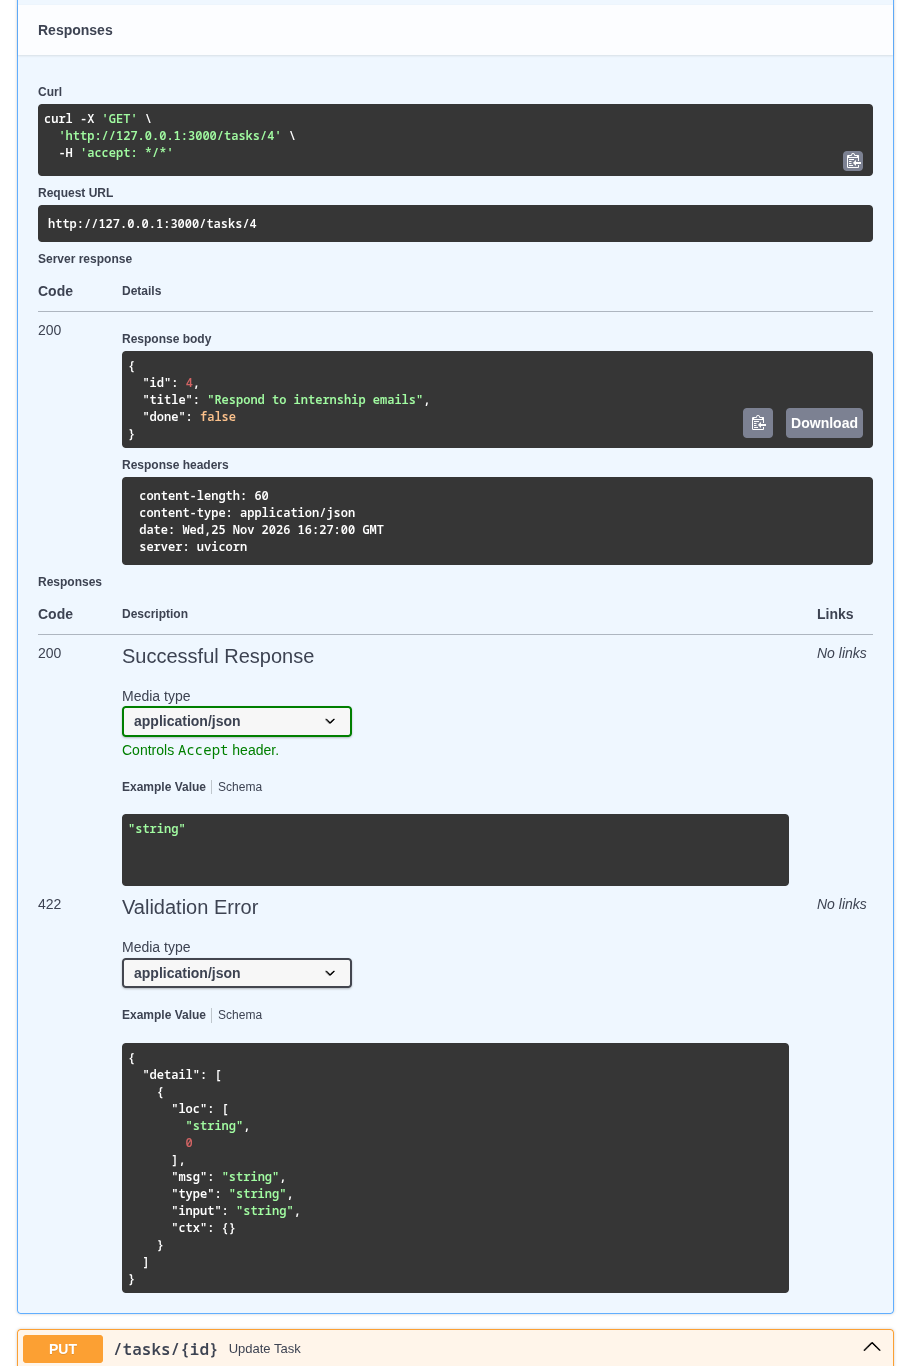 Responses
Curl
curl -X 'GET' \
  'http://127.0.0.1:3000/tasks/4' \
  -H 'accept: */*'
Request URL
http://127.0.0.1:3000/tasks/4
Server response
Code Details
200
Response body
{
  "id": 4,
  "title": "Respond to internship emails",
  "done": false
}
Download
Response headers
content-length: 60
content-type: application/json
date: Wed,25 Nov 2026 16:27:00 GMT
server: uvicorn
Responses
Code Description Links
200 Successful Response No links
Media type
application/json
Controls Accept header.
Example Value Schema
"string"
422 Validation Error No links
Media type
application/json
Example Value Schema
{
  "detail": [
    {
      "loc": [
        "string",
        0
      ],
      "msg": "string",
      "type": "string",
      "input": "string",
      "ctx": {}
    }
  ]
}
PUT /tasks/{id} Update Task